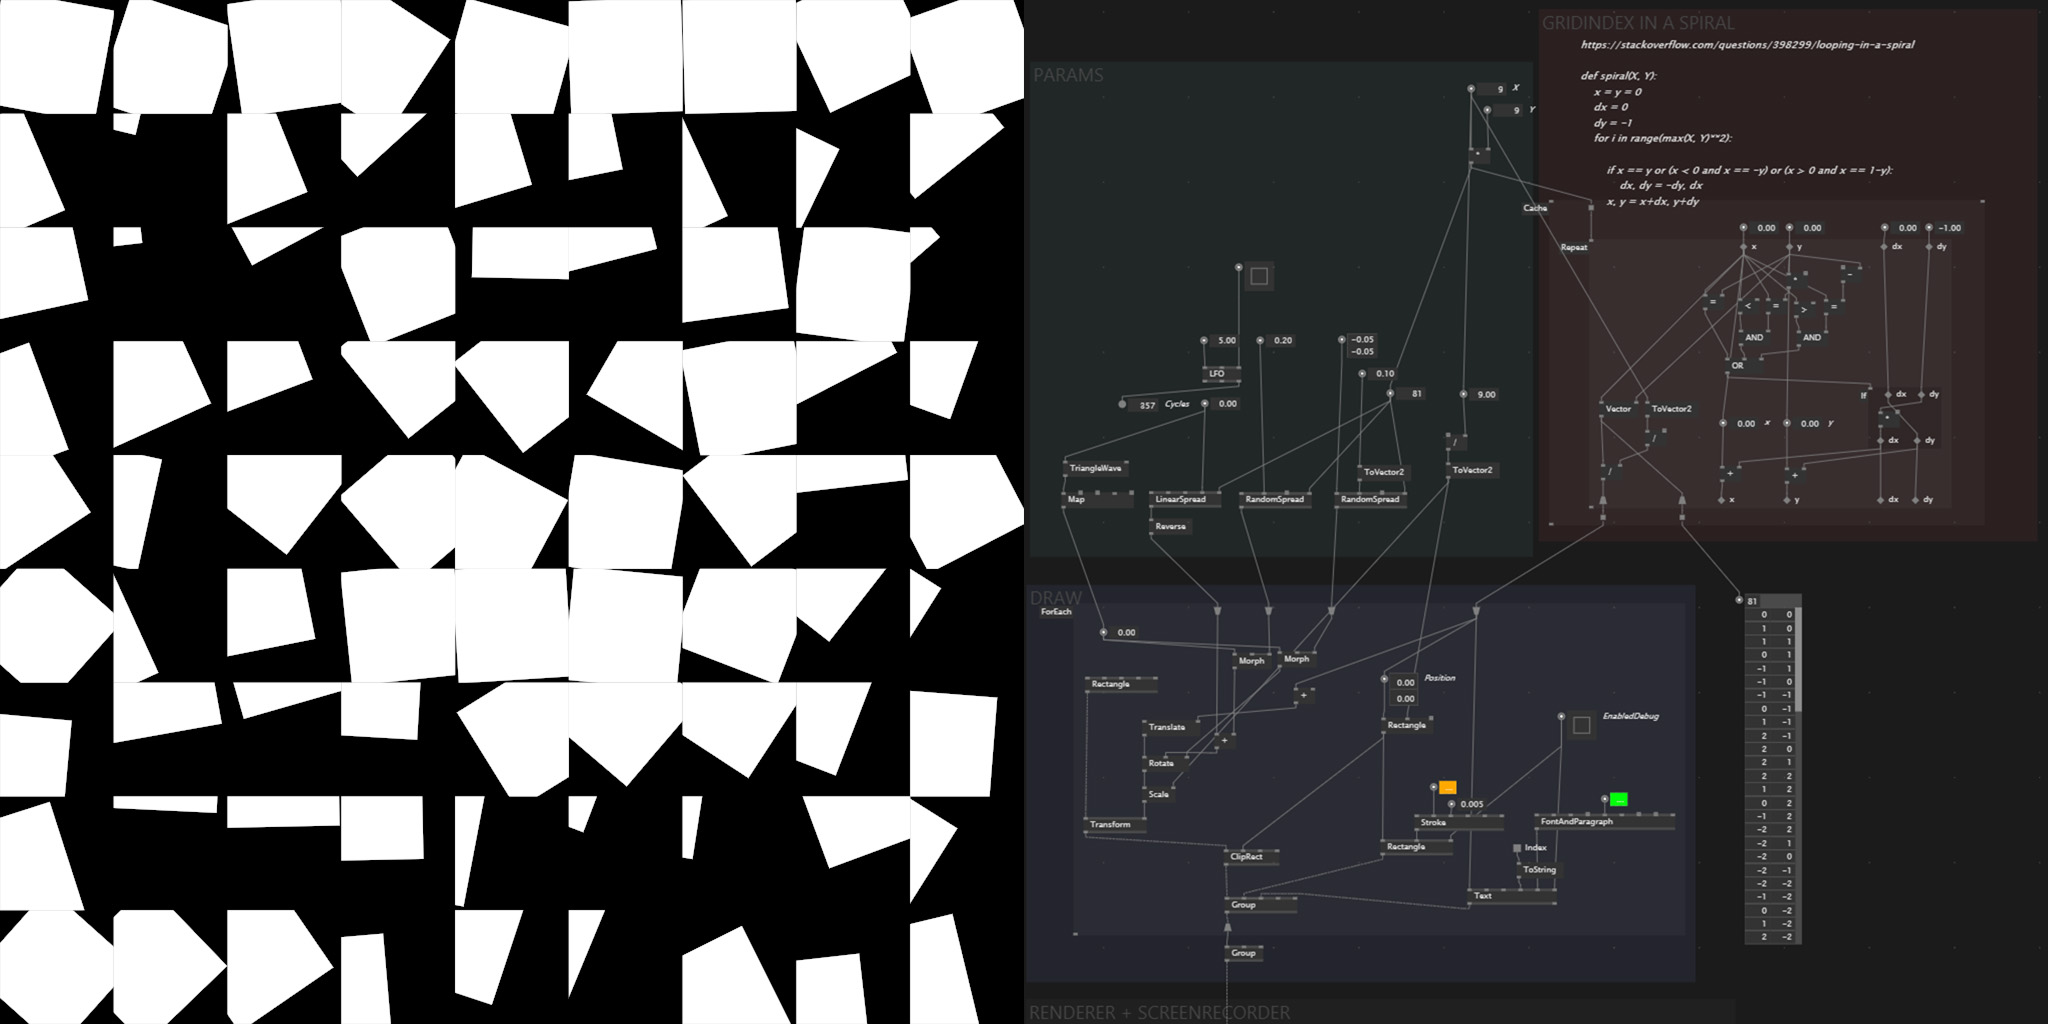 GRIDINDEX IN A SPIRAL
https://stackoverflow.com/questions/398299/looping-in-a-spiral
def spiral(X, Y):
x = y = 0
dx = 0
dy = -1
for i in range(max(X, Y)**2):
if x == y or (x < 0 and x == -y) or (x > 0 and x == 1-y):
dx, dy = -dy, dx
x, y = x+dx, y+dy
PARAMS
9 X
9 Y
*
5.00
0.20
-0.05
-0.05
LFO
0.10
357 Cycles
0.00
81
9.00
/
TriangleWave
ToVector2
ToVector2
Map
LinearSpread
RandomSpread
RandomSpread
Reverse
Cache
Repeat
0.00
0.00
0.00
-1.00
x
y
dx
dy
*
-
=
<
=
>
=
AND
AND
OR
If
dx
dy
Vector
ToVector2
/
0.00 x
0.00 y
*
dx
dy
/
+
+
x
y
dx
dy
DRAW
ForEach
0.00
Morph
Morph
Rectangle
+
0.00
0.00
Position
Translate
Rectangle
+
EnabledDebug
Rotate
Scale
0.005
Transform
Stroke
FontAndParagraph
ClipRect
Rectangle
Index
ToString
Group
Text
Group
81
0 0
1 0
1 1
0 1
-1 1
-1 0
-1 -1
0 -1
1 -1
2 -1
2 0
2 1
2 2
1 2
0 2
-1 2
-2 2
-2 1
-2 0
-2 -1
-2 -2
-1 -2
0 -2
1 -2
2 -2
RENDERER + SCREENRECORDER